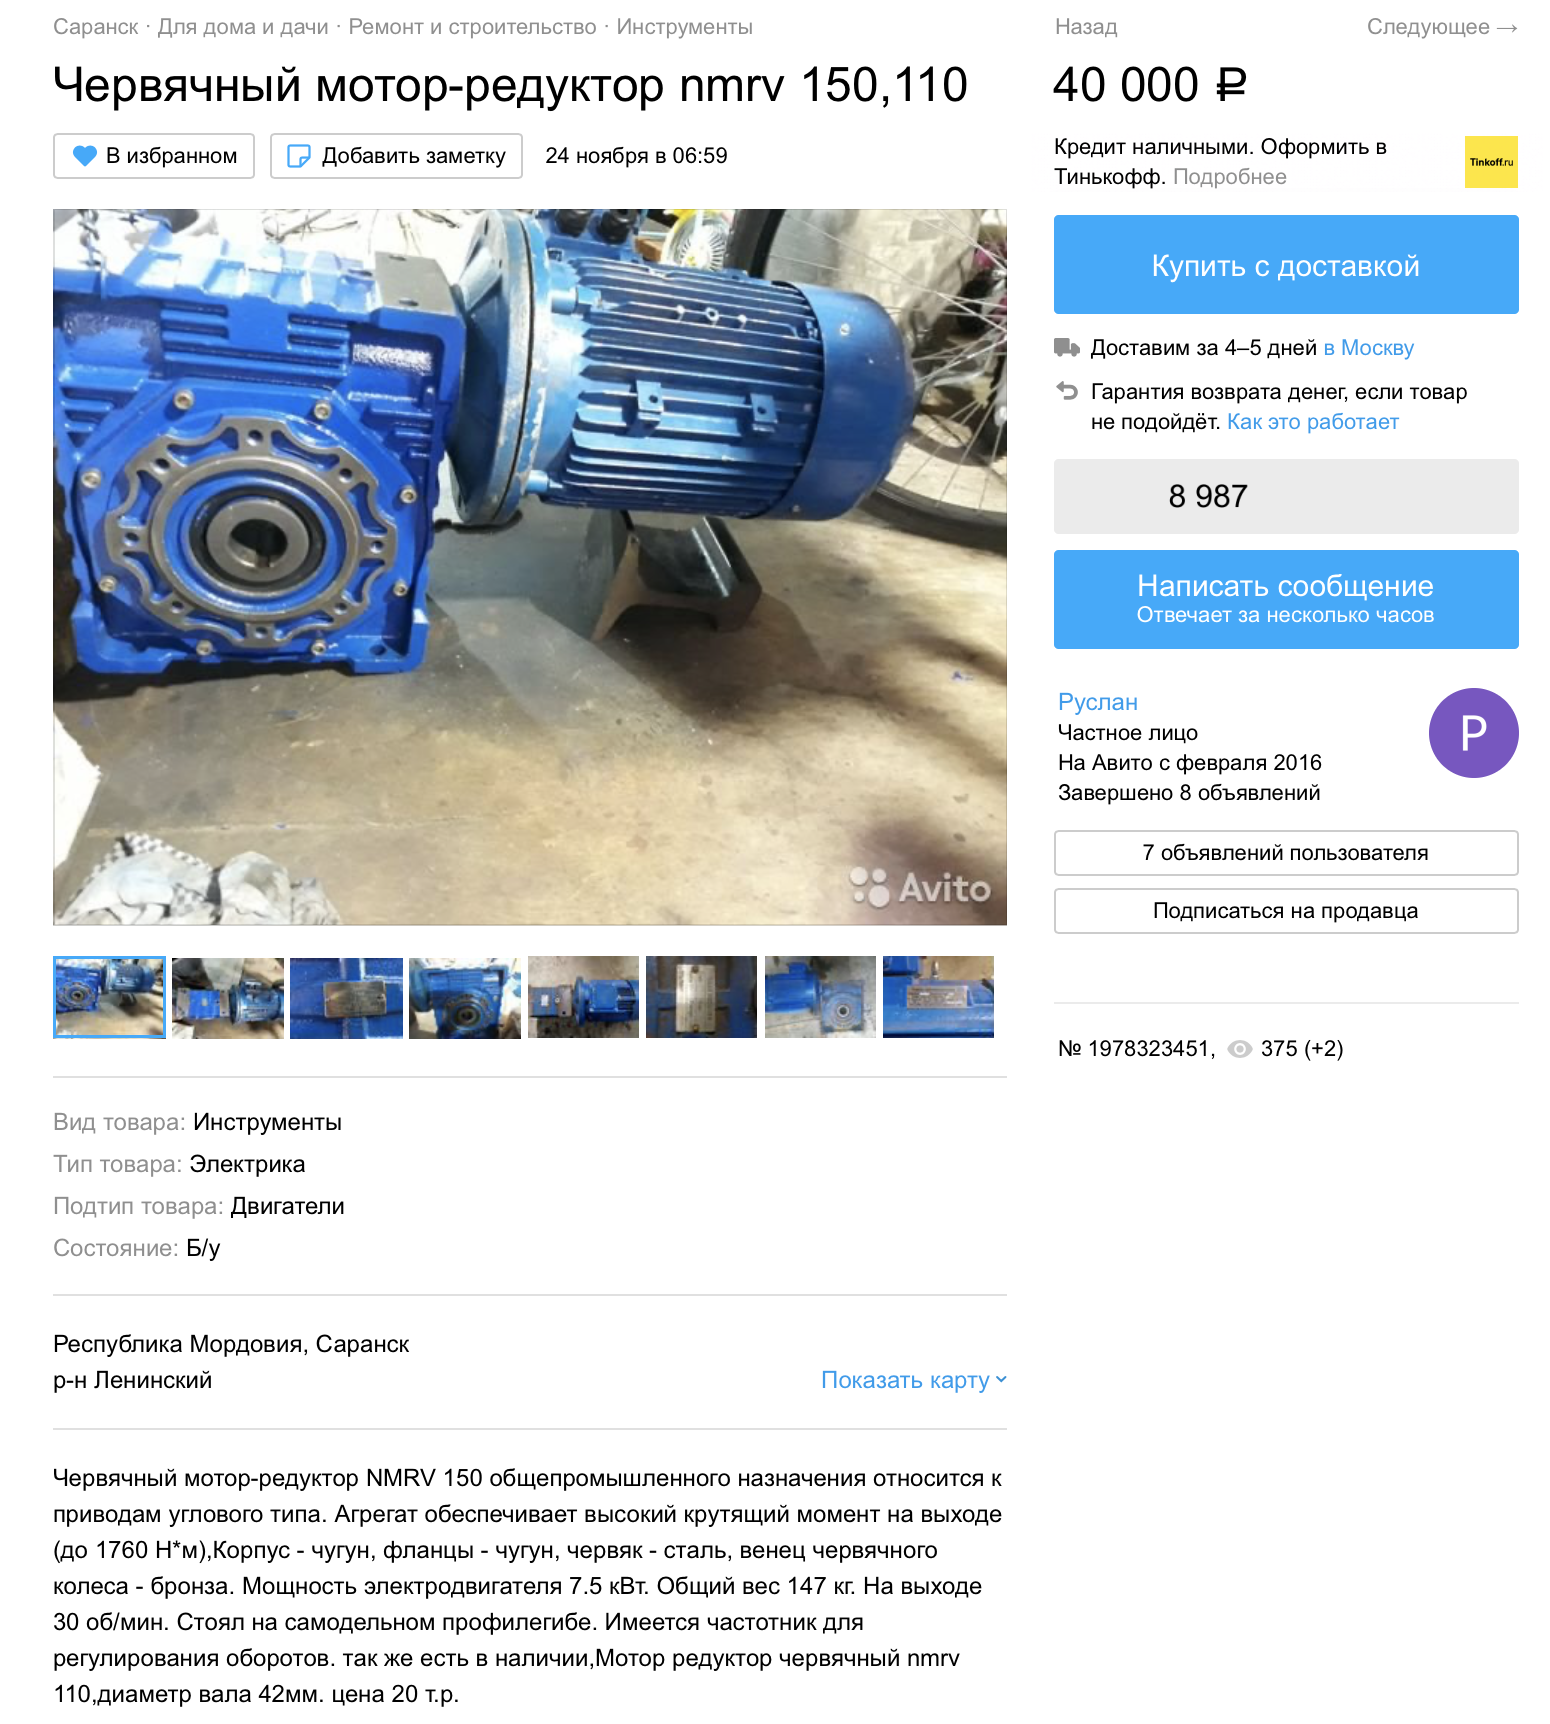 Саранск · Для дома и дачи · Ремонт и строительство · Инструменты
Назад
Следующее →
Червячный мотор-редуктор nmrv 150,110
40 000 ₽
В избранном
Добавить заметку
24 ноября в 06:59
Кредит наличными. Оформить в
Тинькофф. Подробнее
Tinkoff.ru
Купить с доставкой
Доставим за 4–5 дней в Москву
Гарантия возврата денег, если товар
не подойдёт. Как это работает
8 987
Написать сообщение
Отвечает за несколько часов
Руслан
Частное лицо
На Авито с февраля 2016
Завершено 8 объявлений
Р
7 объявлений пользователя
Подписаться на продавца
№ 1978323451, 375 (+2)
Avito
Вид товара: Инструменты
Тип товара: Электрика
Подтип товара: Двигатели
Состояние: Б/у
Республика Мордовия, Саранск
р-н Ленинский
Показать карту
Червячный мотор-редуктор NMRV 150 общепромышленного назначения относится к
приводам углового типа. Агрегат обеспечивает высокий крутящий момент на выходе
(до 1760 Н*м),Корпус - чугун, фланцы - чугун, червяк - сталь, венец червячного
колеса - бронза. Мощность электродвигателя 7.5 кВт. Общий вес 147 кг. На выходе
30 об/мин. Стоял на самодельном профилегибе. Имеется частотник для
регулирования оборотов. так же есть в наличии,Мотор редуктор червячный nmrv
110,диаметр вала 42мм. цена 20 т.р.